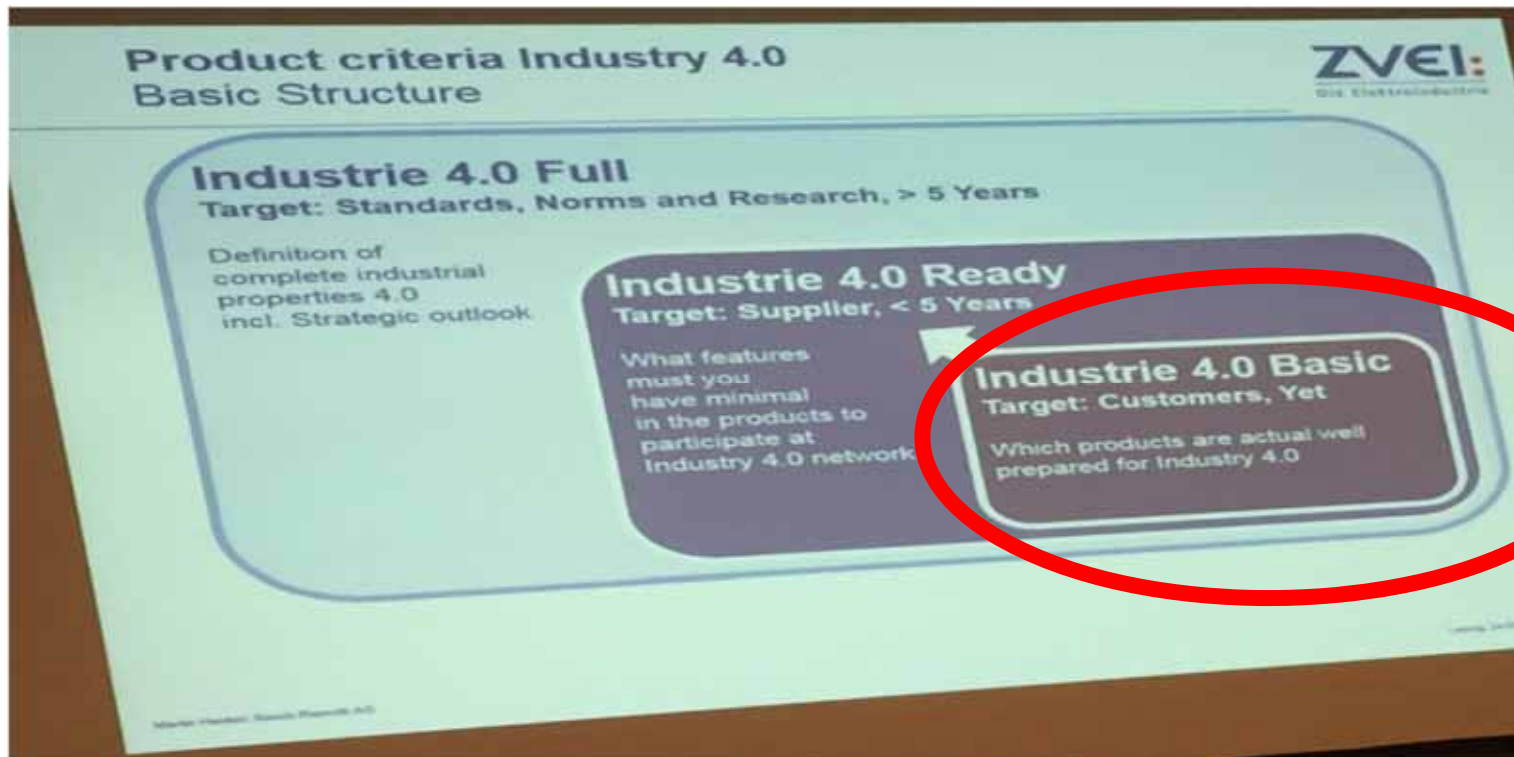 Product criteria Industry 4.0
Basic Structure
ZVEI:
Die Elektroindustrie
Industrie 4.0 Full
Target: Standards, Norms and Research, > 5 Years
Definition of
complete industrial
properties 4.0
incl. Strategic outlook
Industrie 4.0 Ready
Target: Supplier, < 5 Years
What features
must you
have minimal
in the products to
participate at
Industry 4.0 network
Industrie 4.0 Basic
Target: Customers, Yet
Which products are actual well
prepared for Industry 4.0